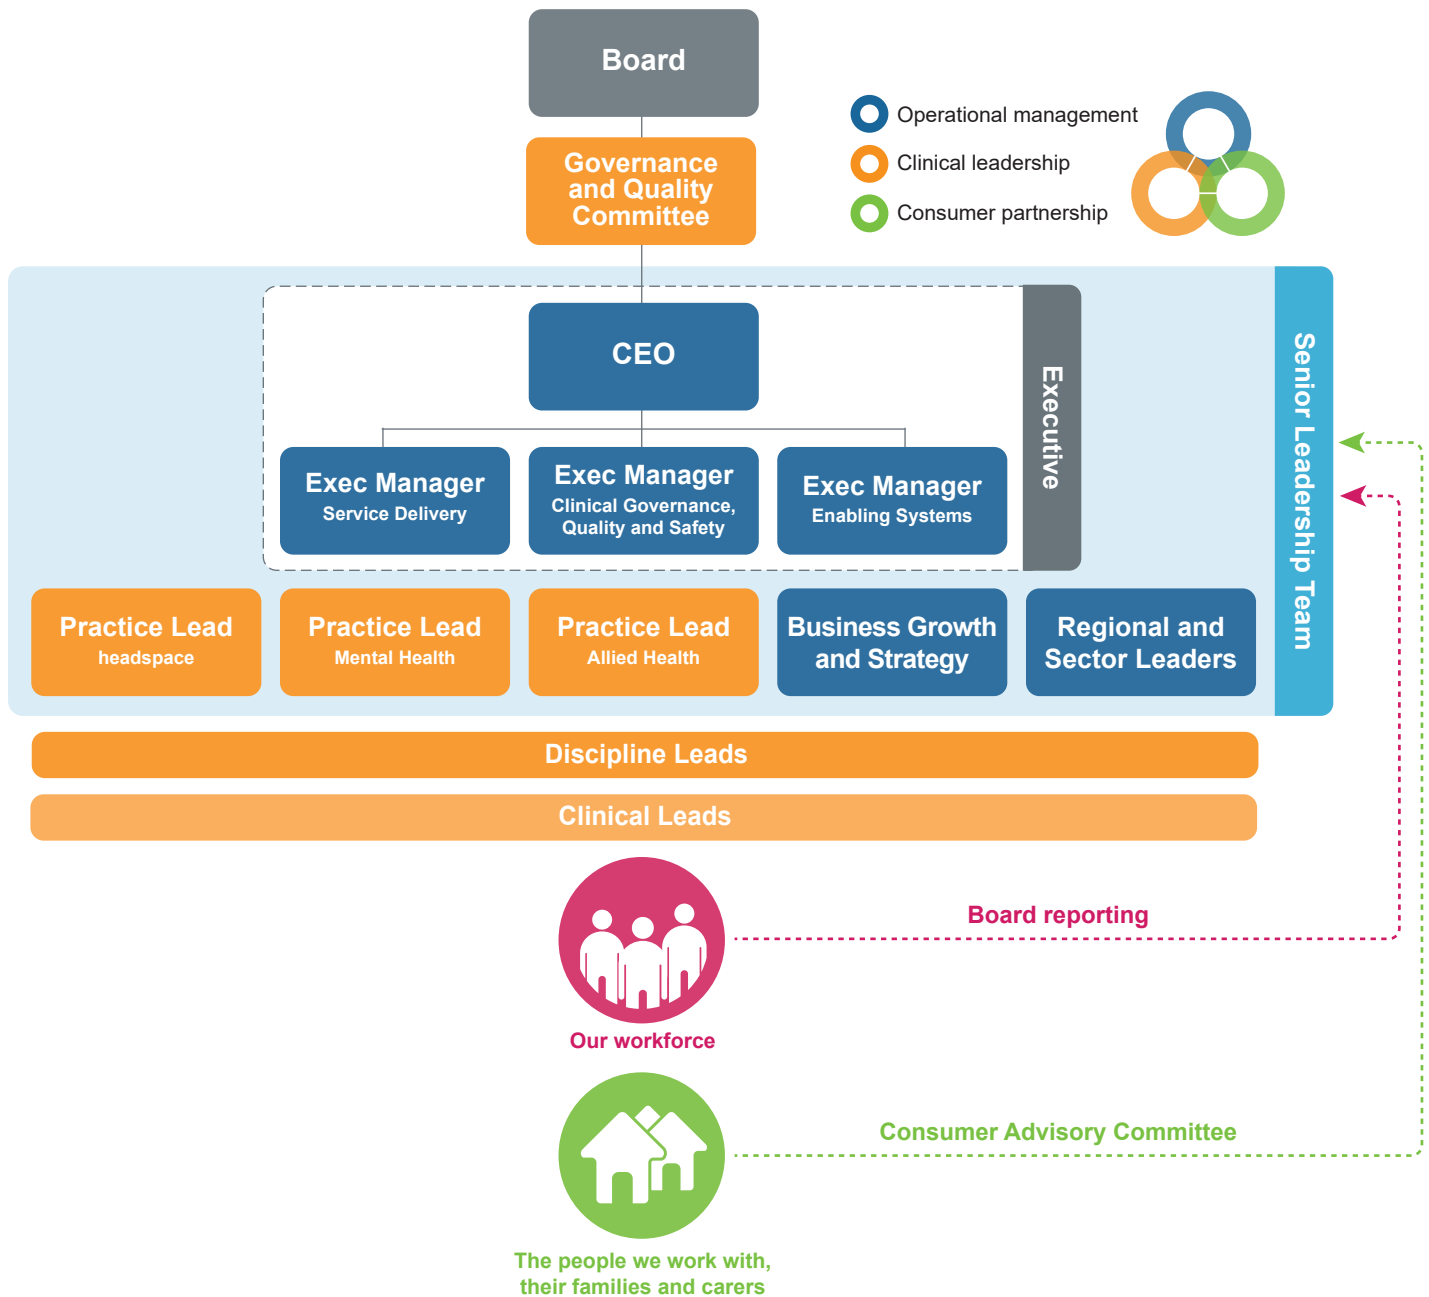 Board
Operational management
Clinical leadership
Consumer partnership
Governance
and Quality
Committee
CEO
Executive
Senior Leadership Team
Exec Manager
Service Delivery
Exec Manager
Clinical Governance,
Quality and Safety
Exec Manager
Enabling Systems
Practice Lead
headspace
Practice Lead
Mental Health
Practice Lead
Allied Health
Business Growth
and Strategy
Regional and
Sector Leaders
Discipline Leads
Clinical Leads
Board reporting
Our workforce
Consumer Advisory Committee
The people we work with,
their families and carers